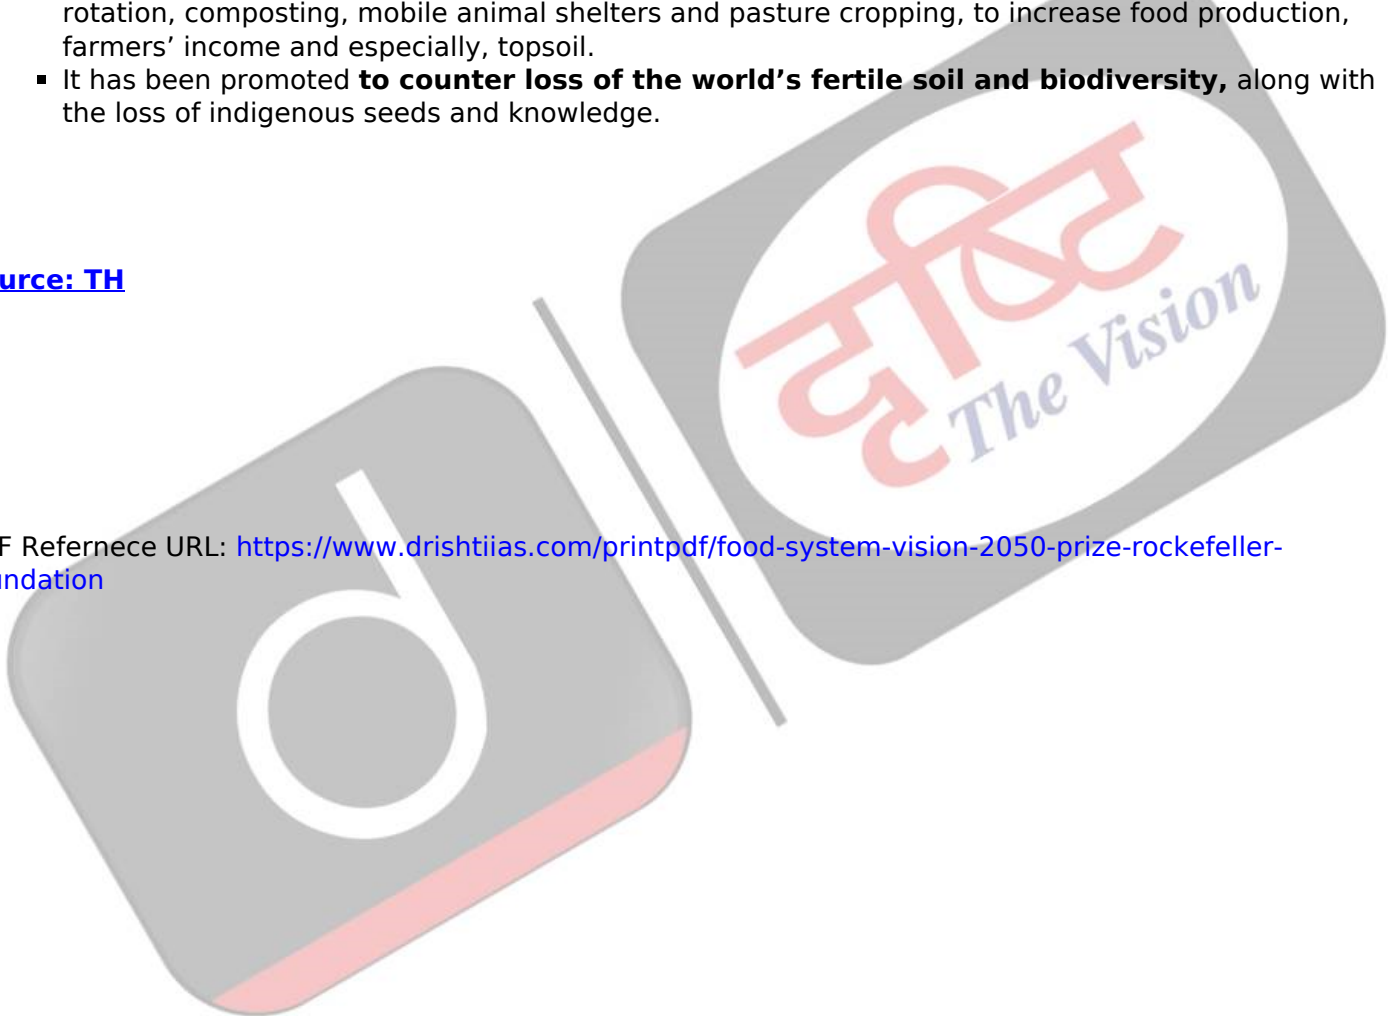 rotation, composting, mobile animal shelters and pasture cropping, to increase food production,
farmers’ income and especially, topsoil.
▪ It has been promoted to counter loss of the world’s fertile soil and biodiversity, along with
the loss of indigenous seeds and knowledge.
urce: TH
दृष्टि
The Vision
F Refernece URL: https://www.drishtiias.com/printpdf/food-system-vision-2050-prize-rockefeller-
undation
d